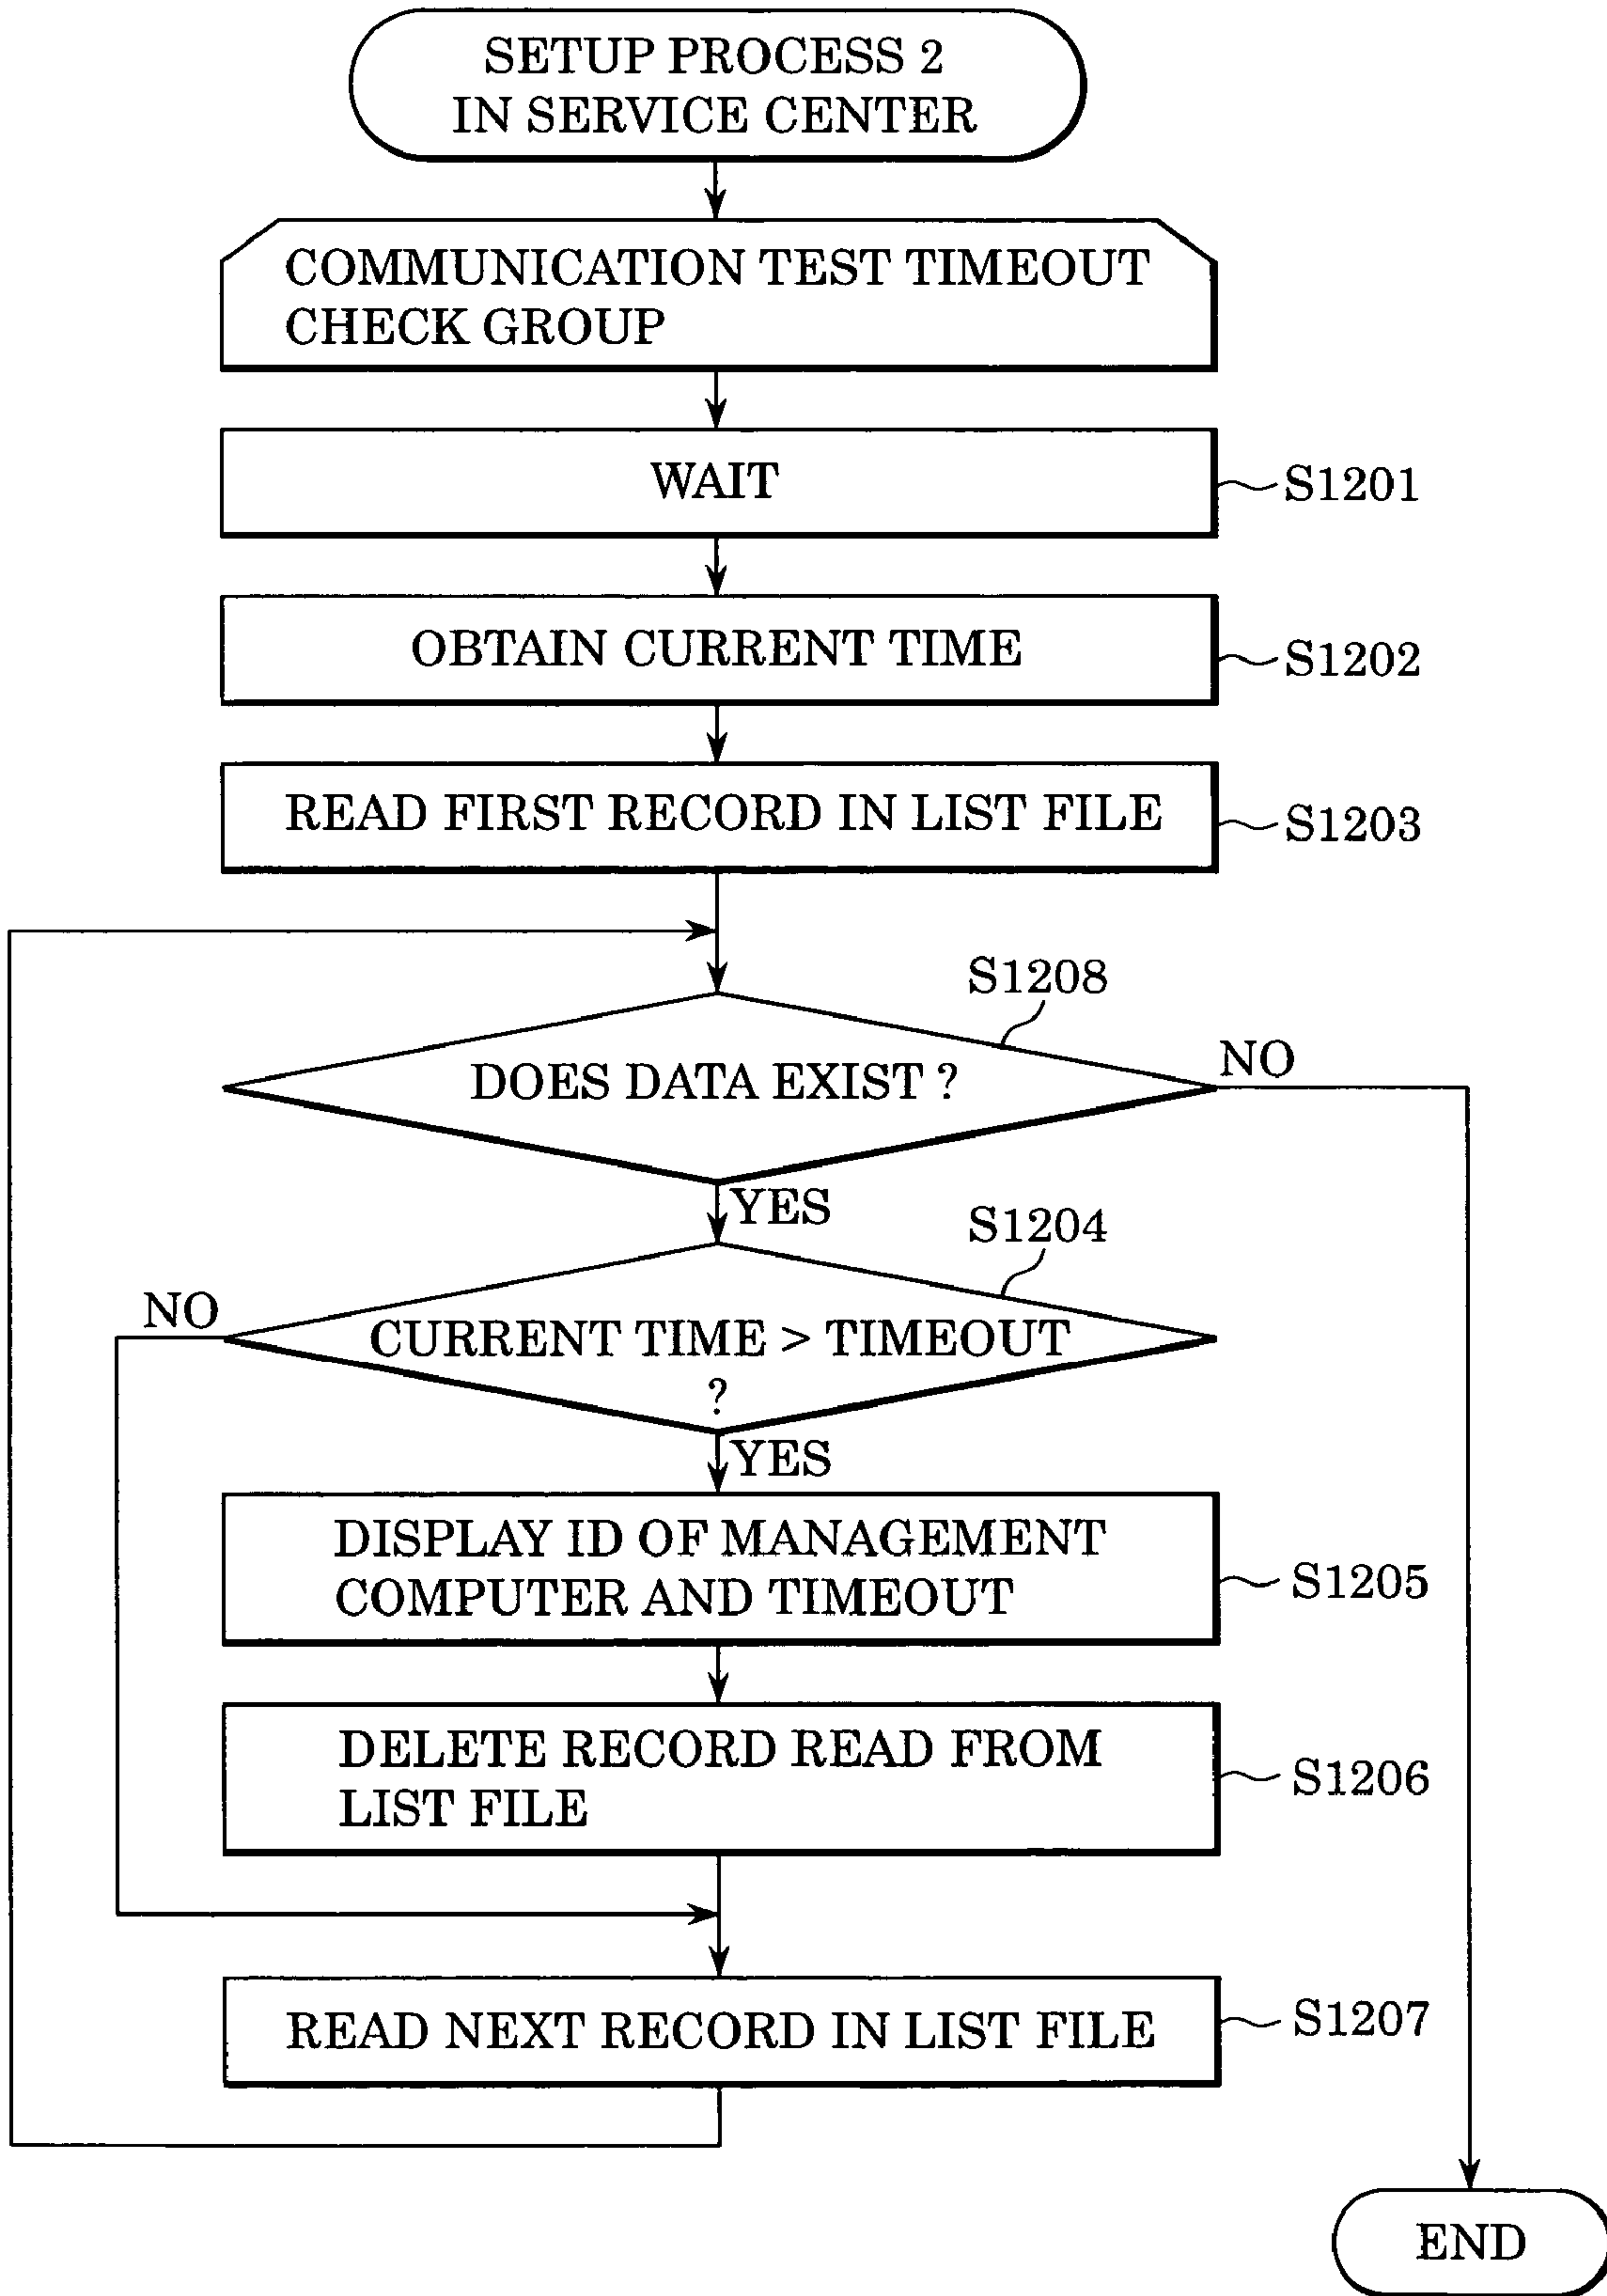 SETUP PROCESS 2
IN SERVICE CENTER
COMMUNICATION TEST TIMEOUT
CHECK GROUP
WAIT
S1201
OBTAIN CURRENT TIME
S1202
READ FIRST RECORD IN LIST FILE
S1203
S1208
DOES DATA EXIST ?
NO
YES
S1204
NO
CURRENT TIME > TIMEOUT
?
YES
DISPLAY ID OF MANAGEMENT
COMPUTER AND TIMEOUT
S1205
DELETE RECORD READ FROM
LIST FILE
S1206
READ NEXT RECORD IN LIST FILE
S1207
END